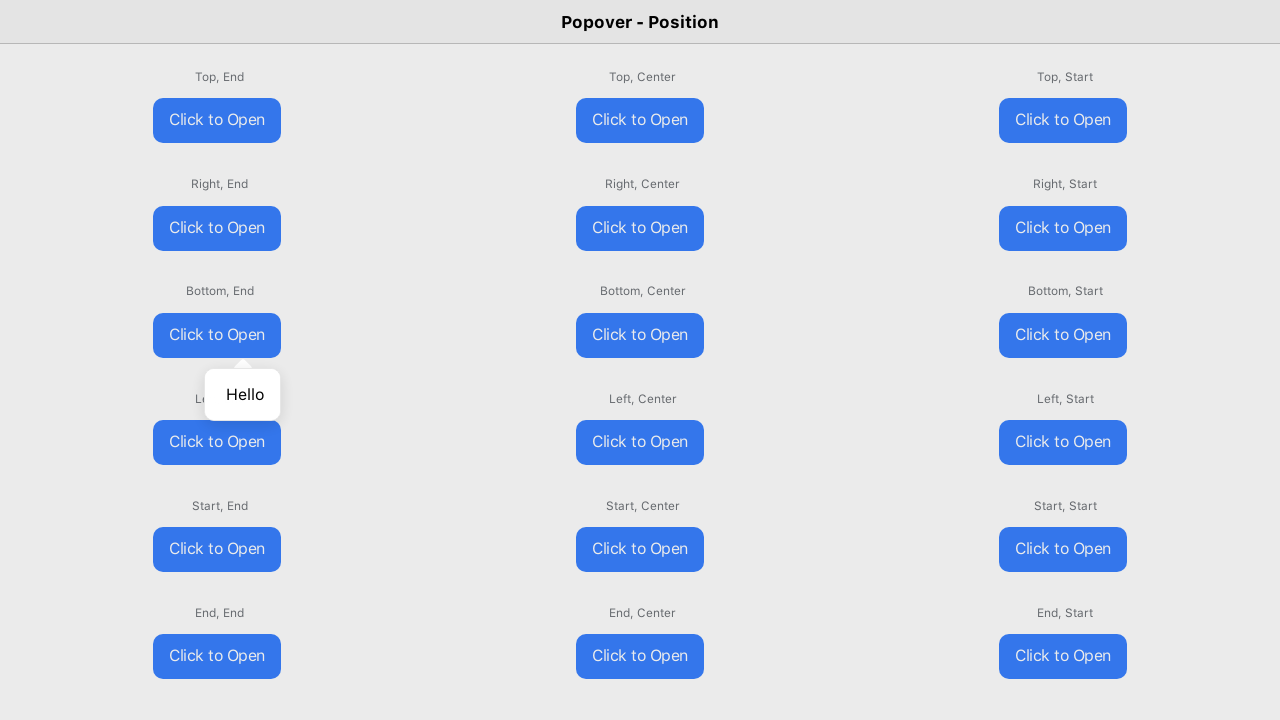 Popover - Position
Top, End
Top, Center
Top, Start
Click to Open
Click to Open
Click to Open
Right, End
Right, Center
Right, Start
Click to Open
Click to Open
Click to Open
Bottom, End
Bottom, Center
Bottom, Start
Click to Open
Click to Open
Click to Open
Hello
Left, Center
Left, Start
Click to Open
Click to Open
Click to Open
Start, End
Start, Center
Start, Start
Click to Open
Click to Open
Click to Open
End, End
End, Center
End, Start
Click to Open
Click to Open
Click to Open